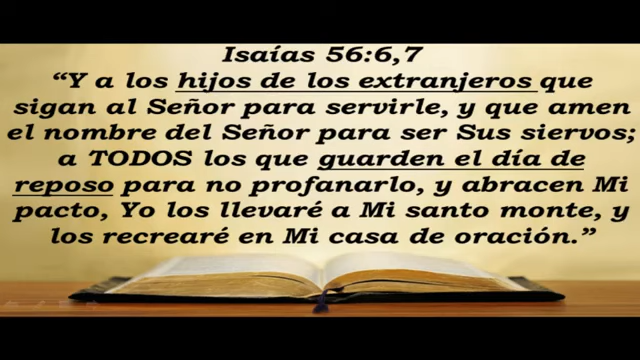 Isaías 56:6,7
“Y a los hijos de los extranjeros que
sigan al Señor para servirle, y que amen
el nombre del Señor para ser Sus siervos;
a TODOS los que guarden el día de
reposo para no profanarlo, y abracen Mi
pacto, Yo los llevaré a Mi santo monte, y
los recrearé en Mi casa de oración.”